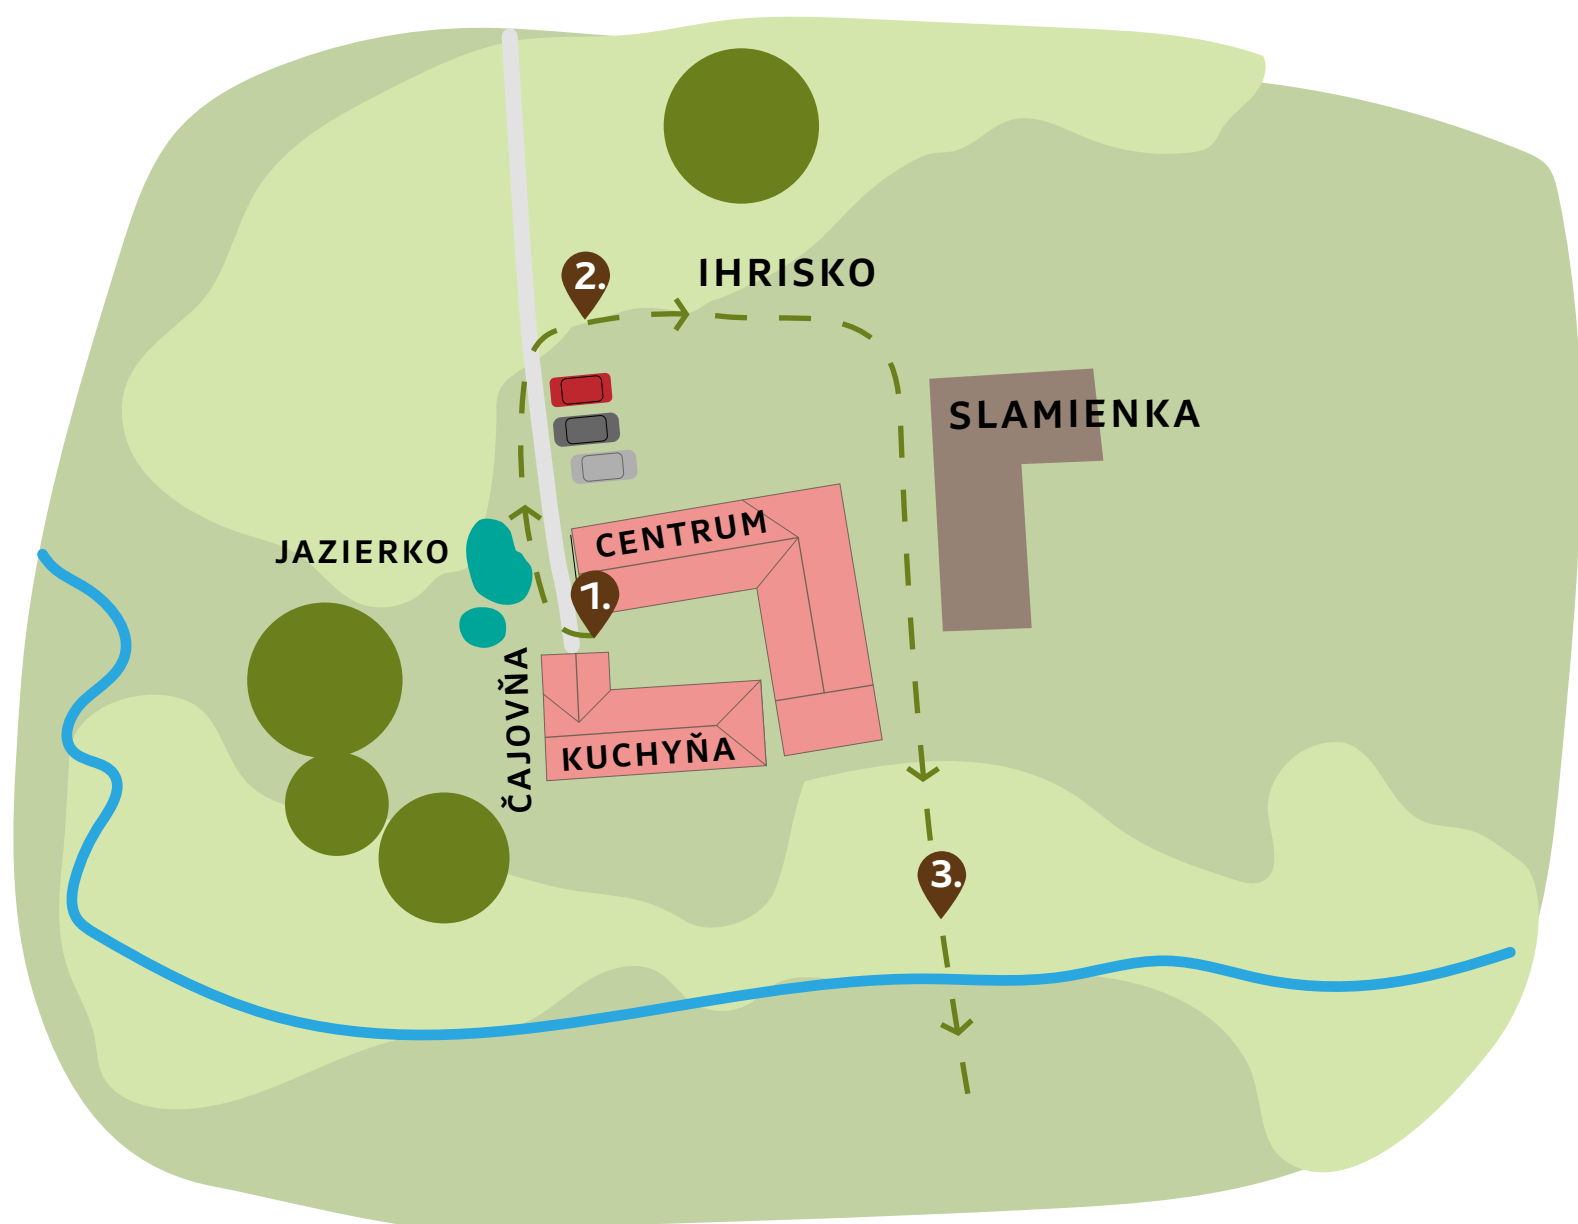 2.
IHRISKO
SLAMIENKA
CENTRUM
JAZIERKO
1.
ČAJOVŇA
KUCHYŇA
3.